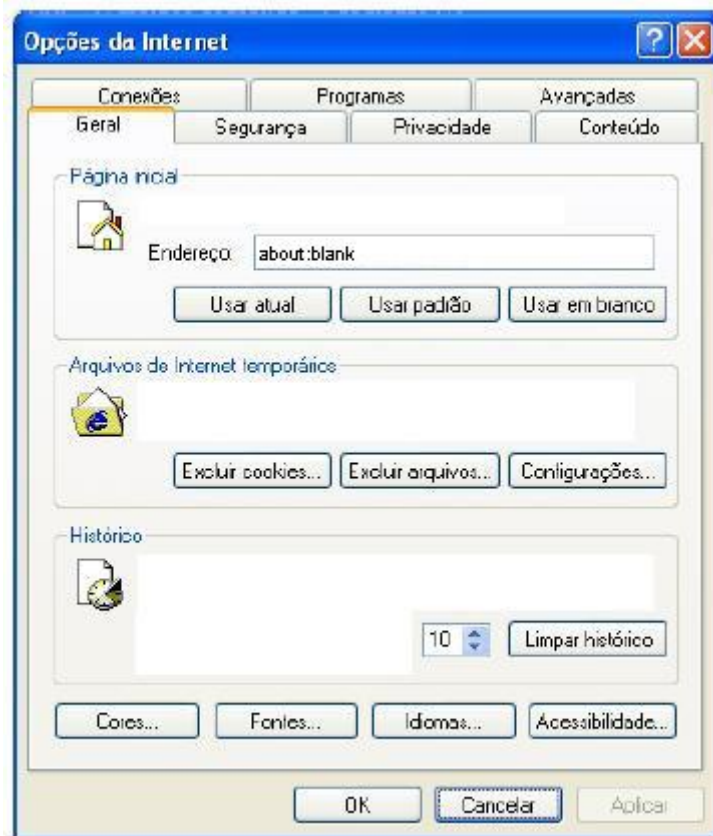 Opções da Internet
Conexões Programas Avançadas
Geral Segurança Privacidade Conteúdo
Página inicial
Endereço: about:blank
Usar atual Usar padrão Usar em branco
Arquivos de Internet temporários
Excluir cookies... Excluir arquivos... Configurações...
Histórico
10 Limpar histórico
Cores... Fontes... Idiomas... Acessibilidade...
OK Cancelar Aplicar